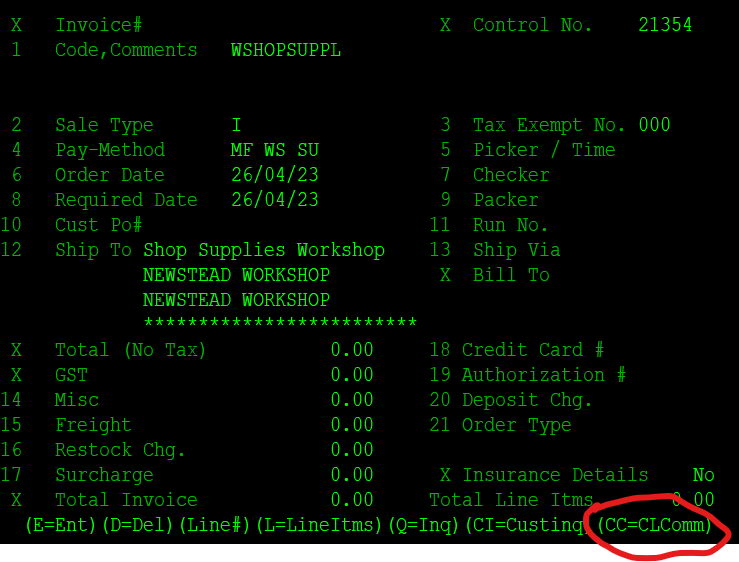 X Invoice# X Control No. 21354
1 Code,Comments WSHOPSUPPL
2 Sale Type I 3 Tax Exempt No. 000
4 Pay-Method MF WS SU 5 Picker / Time
6 Order Date 26/04/23 7 Checker
8 Required Date 26/04/23 9 Packer
10 Cust Po# 11 Run No.
12 Ship To Shop Supplies Workshop 13 Ship Via
NEWSTEAD WORKSHOP X Bill To
NEWSTEAD WORKSHOP
*************************
X Total (No Tax) 0.00 18 Credit Card #
X GST 0.00 19 Authorization #
14 Misc 0.00 20 Deposit Chg.
15 Freight 0.00 21 Order Type
16 Restock Chg. 0.00
17 Surcharge 0.00 X Insurance Details No
X Total Invoice 0.00 Total Line Itms 0.00
(E=Ent)(D=Del)(Line#)(L=LineItms)(Q=Inq)(CI=Custinq)(CC=CLComm)